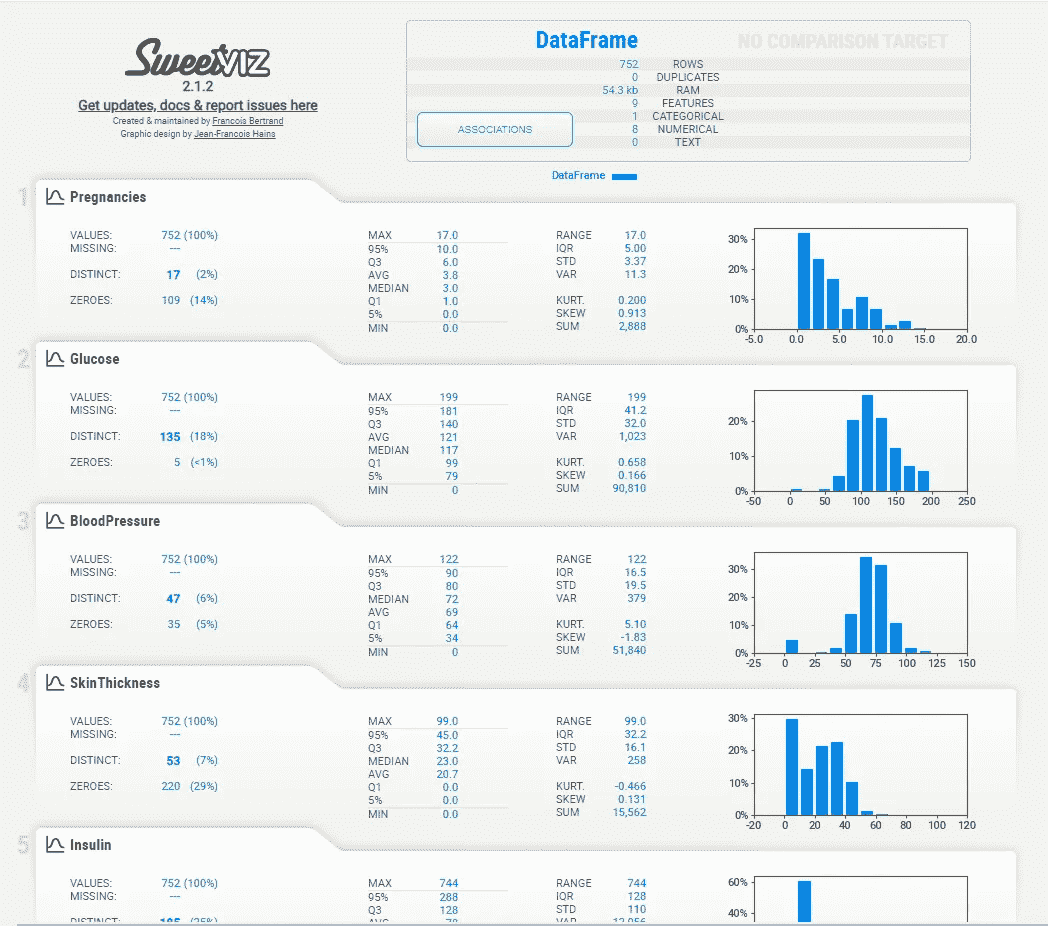 SweetVIZ
2.1.2
Get updates, docs & report issues here
Created & maintained by Francois Bertrand
Graphic design by Jean-Francois Hains
DataFrame NO COMPARISON TARGET
752 ROWS
0 DUPLICATES
54.3 kb RAM
9 FEATURES
1 CATEGORICAL
8 NUMERICAL
0 TEXT
ASSOCIATIONS
DataFrame
1 Pregnancies
VALUES: 752 (100%)
MISSING: ---
DISTINCT: 17 (2%)
ZEROES: 109 (14%)
MAX 17.0
95% 10.0
Q3 6.0
AVG 3.8
MEDIAN 3.0
Q1 1.0
5% 0.0
MIN 0.0
RANGE 17.0
IQR 5.00
STD 3.37
VAR 11.3
KURT. 0.200
SKEW 0.913
SUM 2,888
30%
20%
10%
0%
-5.0 0.0 5.0 10.0 15.0 20.0
2 Glucose
VALUES: 752 (100%)
MISSING: ---
DISTINCT: 135 (18%)
ZEROES: 5 (<1%)
MAX 199
95% 181
Q3 140
AVG 121
MEDIAN 117
Q1 99
5% 79
MIN 0
RANGE 199
IQR 41.2
STD 32.0
VAR 1,023
KURT. 0.658
SKEW 0.166
SUM 90,810
20%
10%
0%
-50 0 50 100 150 200 250
3 BloodPressure
VALUES: 752 (100%)
MISSING: ---
DISTINCT: 47 (6%)
ZEROES: 35 (5%)
MAX 122
95% 90
Q3 80
MEDIAN 72
AVG 69
Q1 64
5% 34
MIN 0
RANGE 122
IQR 16.5
STD 19.5
VAR 379
KURT. 5.10
SKEW -1.83
SUM 51,840
30%
20%
10%
0%
-25 0 25 50 75 100 125 150
4 SkinThickness
VALUES: 752 (100%)
MISSING: ---
DISTINCT: 53 (7%)
ZEROES: 220 (29%)
MAX 99.0
95% 45.0
Q3 32.2
MEDIAN 23.0
AVG 20.7
Q1 0.0
5% 0.0
MIN 0.0
RANGE 99.0
IQR 32.2
STD 16.1
VAR 258
KURT. -0.466
SKEW 0.131
SUM 15,562
30%
20%
10%
0%
-20 0 20 40 60 80 100 120
5 Insulin
VALUES: 752 (100%)
MISSING: ---
DISTINCT:
MAX 744
95% 288
Q3 128
AVG
RANGE 744
IQR 128
STD 110
VAR
60%
40%